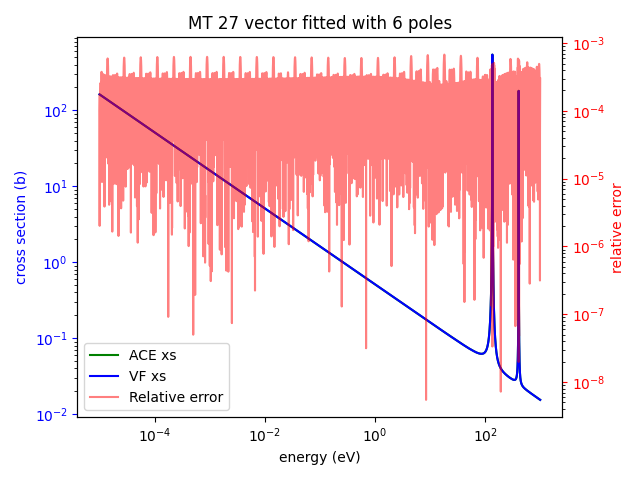 MT 27 vector fitted with 6 poles
cross section (b)
10^2
10^1
10^0
10^-1
10^-2
10^-3
10^-4
10^-5
10^-6
10^-7
10^-8
relative error
ACE xs
VF xs
Relative error
10^-4
10^-2
10^0
10^2
energy (eV)